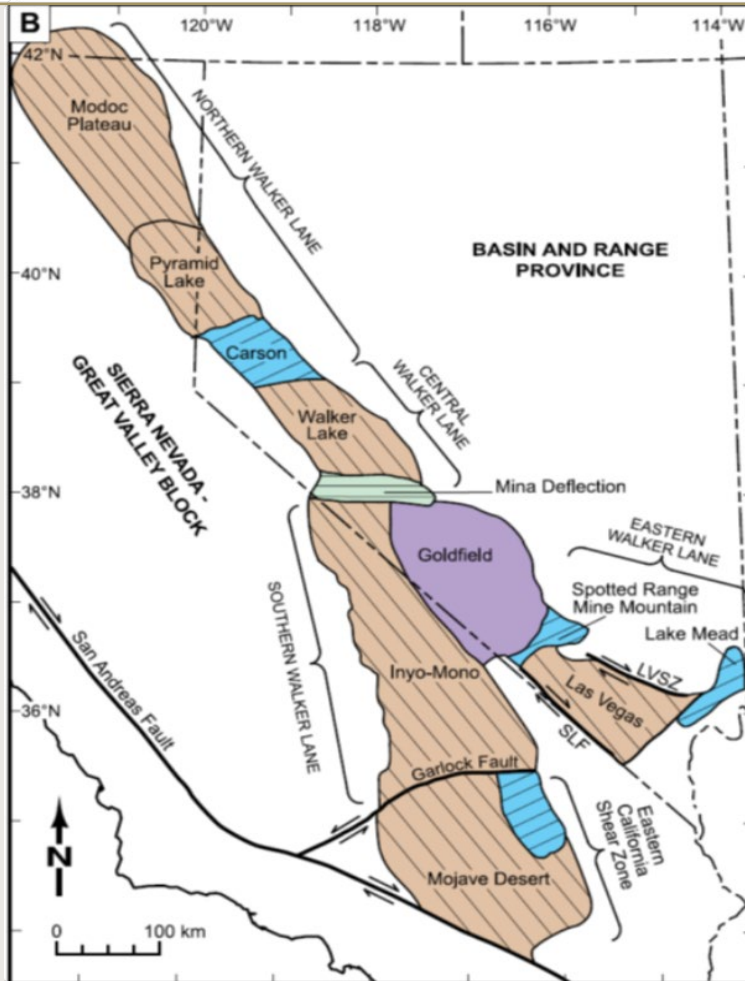 B
120°W
118°W
116°W
114°W
42°N
Modoc
Plateau
NORTHERN WALKER LANE
BASIN AND RANGE
PROVINCE
40°N
Pyramid
Lake
Carson
SIERRA NEVADA -
GREAT VALLEY BLOCK
CENTRAL
WALKER LANE
Walker
Lake
38°N
Mina Deflection
Goldfield
EASTERN
WALKER LANE
Spotted Range
Mine Mountain
Lake Mead
SOUTHERN WALKER LANE
San Andreas Fault
Inyo-Mono
LVSZ
Las Vegas
36°N
SLF
Garlock Fault
Eastern
California
Shear Zone
Mojave Desert
N
0
100 km